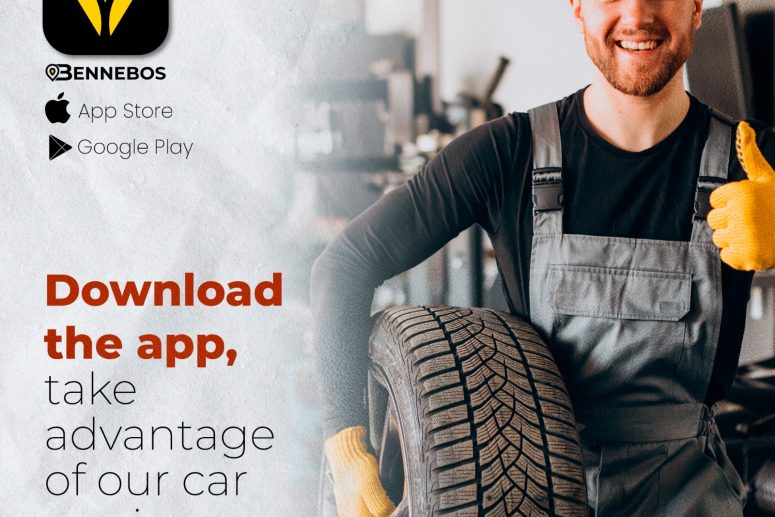 BENNEBOS
App Store
Google Play
Download
the app,
take
advantage
of our car